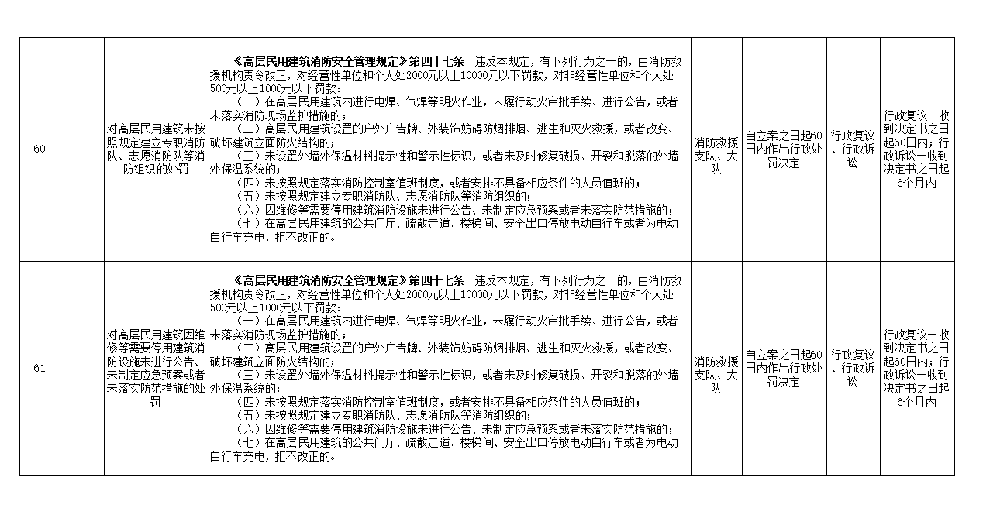 60
对高层民用建筑未按
照规定建立专职消防
队、志愿消防队等消
防组织的处罚
《高层民用建筑消防安全管理规定》第四十七条　违反本规定，有下列行为之一的，由消防救
援机构责令改正，对经营性单位和个人处2000元以上10000元以下罚款，对非经营性单位和个人处
500元以上1000元以下罚款：
（一）在高层民用建筑内进行电焊、气焊等明火作业，未履行动火审批手续、进行公告，或者
未落实消防现场监护措施的；
（二）高层民用建筑设置的户外广告牌、外装饰妨碍防烟排烟、逃生和灭火救援，或者改变、
破坏建筑立面防火结构的；
（三）未设置外墙外保温材料提示性和警示性标识，或者未及时修复破损、开裂和脱落的外墙
外保温系统的；
（四）未按照规定落实消防控制室值班制度，或者安排不具备相应条件的人员值班的；
（五）未按照规定建立专职消防队、志愿消防队等消防组织的；
（六）因维修等需要停用建筑消防设施未进行公告、未制定应急预案或者未落实防范措施的；
（七）在高层民用建筑的公共门厅、疏散走道、楼梯间、安全出口停放电动自行车或者为电动
自行车充电，拒不改正的。
消防救援
支队、大
队
自立案之日起60
日内作出行政处
罚决定
行政复议
、行政诉
讼
行政复议—收
到决定书之日
起60日内；行
政诉讼—收到
决定书之日起
6个月内
61
对高层民用建筑因维
修等需要停用建筑消
防设施未进行公告、
未制定应急预案或者
未落实防范措施的处
罚
《高层民用建筑消防安全管理规定》第四十七条　违反本规定，有下列行为之一的，由消防救
援机构责令改正，对经营性单位和个人处2000元以上10000元以下罚款，对非经营性单位和个人处
500元以上1000元以下罚款：
（一）在高层民用建筑内进行电焊、气焊等明火作业，未履行动火审批手续、进行公告，或者
未落实消防现场监护措施的；
（二）高层民用建筑设置的户外广告牌、外装饰妨碍防烟排烟、逃生和灭火救援，或者改变、
破坏建筑立面防火结构的；
（三）未设置外墙外保温材料提示性和警示性标识，或者未及时修复破损、开裂和脱落的外墙
外保温系统的；
（四）未按照规定落实消防控制室值班制度，或者安排不具备相应条件的人员值班的；
（五）未按照规定建立专职消防队、志愿消防队等消防组织的；
（六）因维修等需要停用建筑消防设施未进行公告、未制定应急预案或者未落实防范措施的；
（七）在高层民用建筑的公共门厅、疏散走道、楼梯间、安全出口停放电动自行车或者为电动
自行车充电，拒不改正的。
消防救援
支队、大
队
自立案之日起60
日内作出行政处
罚决定
行政复议
、行政诉
讼
行政复议—收
到决定书之日
起60日内；行
政诉讼—收到
决定书之日起
6个月内